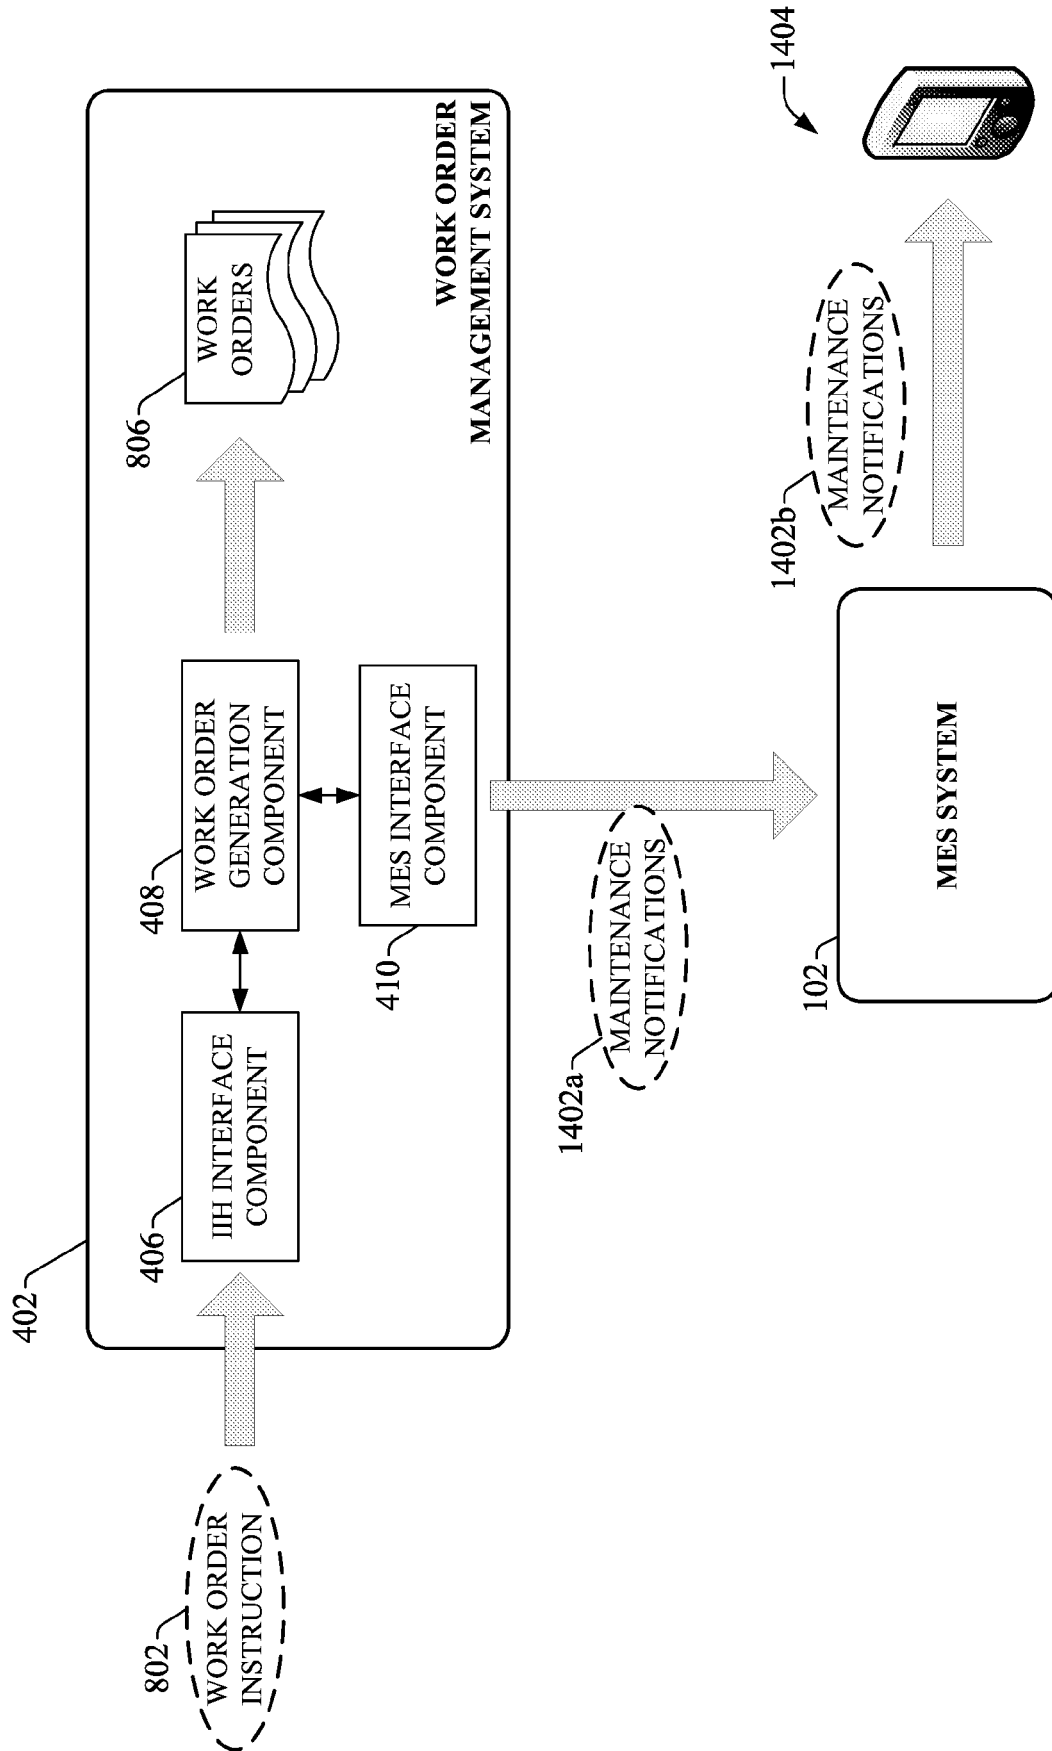 402
802
WORK ORDER
INSTRUCTION
406
IIH INTERFACE
COMPONENT
408
WORK ORDER
GENERATION
COMPONENT
410
MES INTERFACE
COMPONENT
806
WORK
ORDERS
WORK ORDER
MANAGEMENT SYSTEM
1402a
MAINTENANCE
NOTIFICATIONS
102
MES SYSTEM
1402b
MAINTENANCE
NOTIFICATIONS
1404